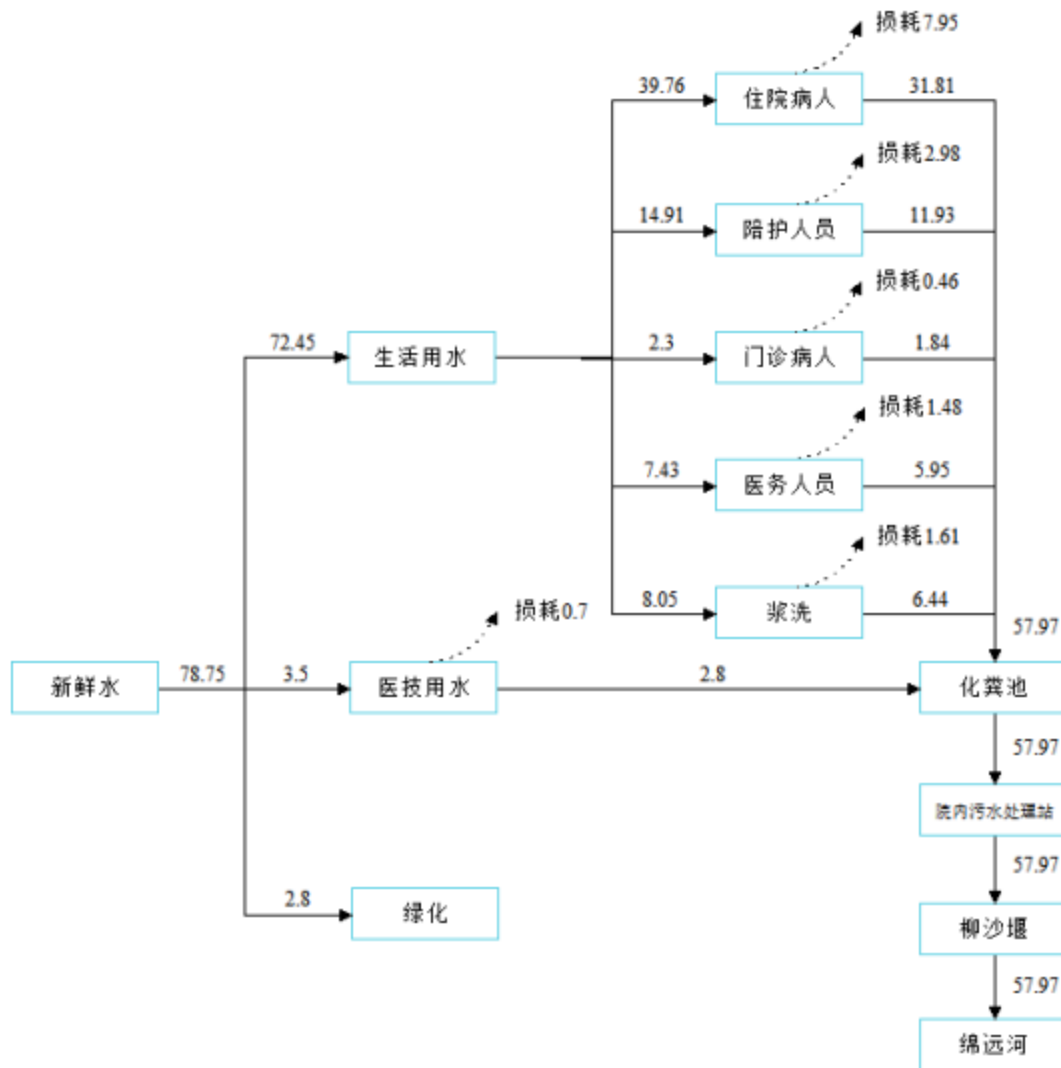 损耗7.95
39.76
住院病人
31.81
损耗2.98
14.91
陪护人员
11.93
损耗0.46
72.45
生活用水
2.3
门诊病人
1.84
损耗1.48
7.43
医务人员
5.95
损耗1.61
8.05
浆洗
6.44
损耗0.7
57.97
新鲜水
78.75
3.5
医技用水
2.8
化粪池
57.97
院内污水处理站
57.97
2.8
绿化
柳沙堰
57.97
绵远河